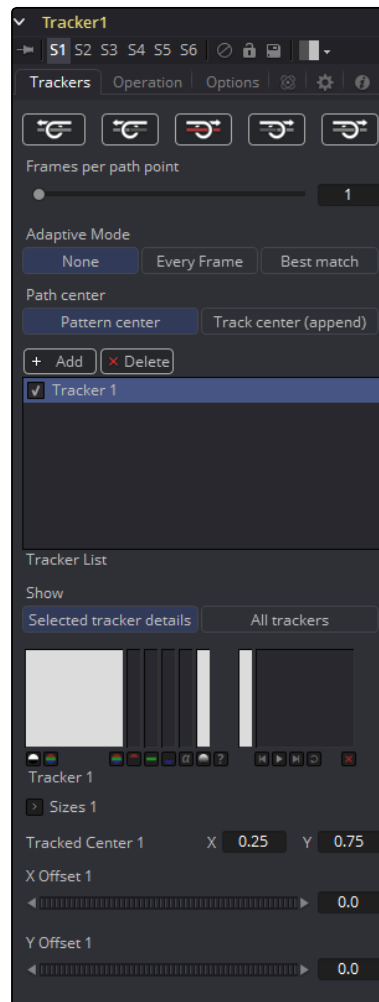 Tracker1
S1 S2 S3 S4 S5 S6
Trackers Operation Options
Frames per path point
1
Adaptive Mode
None Every Frame Best match
Path center
Pattern center Track center (append)
+ Add × Delete
Tracker 1
Tracker List
Show
Selected tracker details All trackers
α ?
Tracker 1
Sizes 1
Tracked Center 1 X 0.25 Y 0.75
X Offset 1
0.0
Y Offset 1
0.0